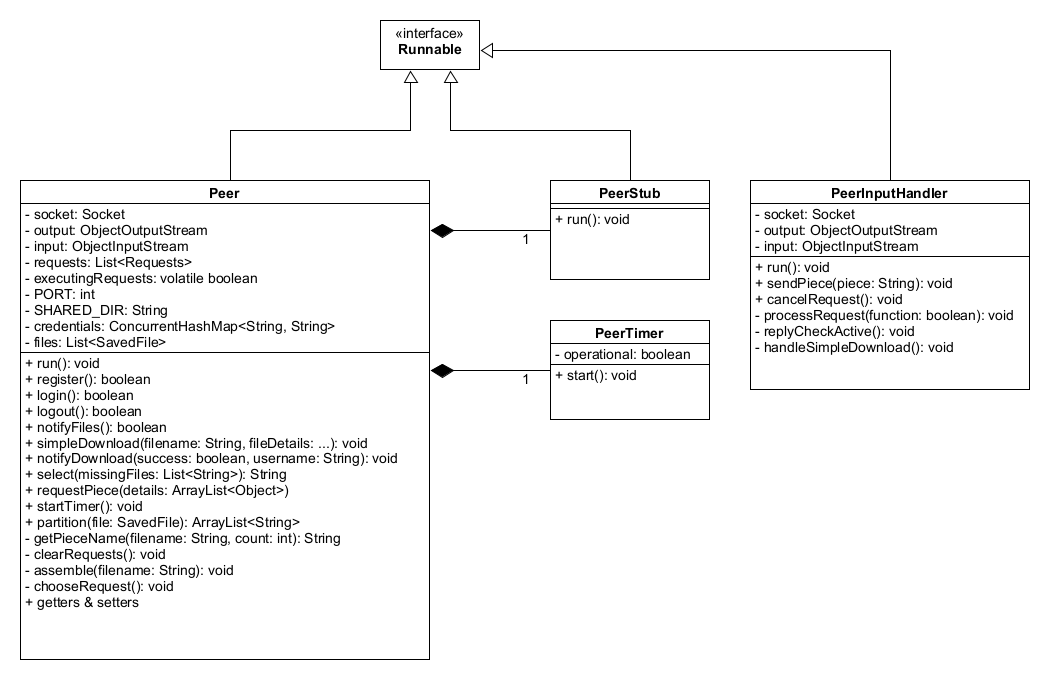 «interface»
Runnable
Peer
- socket: Socket
- output: ObjectOutputStream
- input: ObjectInputStream
- requests: List<Requests>
- executingRequests: volatile boolean
- PORT: int
- SHARED_DIR: String
- credentials: ConcurrentHashMap<String, String>
- files: List<SavedFile>
+ run(): void
+ register(): boolean
+ login(): boolean
+ logout(): boolean
+ notifyFiles(): boolean
+ simpleDownload(filename: String, fileDetails: ...): void
+ notifyDownload(success: boolean, username: String): void
+ select(missingFiles: List<String>): String
+ requestPiece(details: ArrayList<Object>)
+ startTimer(): void
+ partition(file: SavedFile): ArrayList<String>
- getPieceName(filename: String, count: int): String
- clearRequests(): void
- assemble(filename: String): void
- chooseRequest(): void
+ getters & setters
1
1
PeerStub
+ run(): void
PeerTimer
- operational: boolean
+ start(): void
PeerInputHandler
- socket: Socket
- output: ObjectOutputStream
- input: ObjectInputStream
+ run(): void
+ sendPiece(piece: String): void
+ cancelRequest(): void
- processRequest(function: boolean): void
- replyCheckActive(): void
- handleSimpleDownload(): void